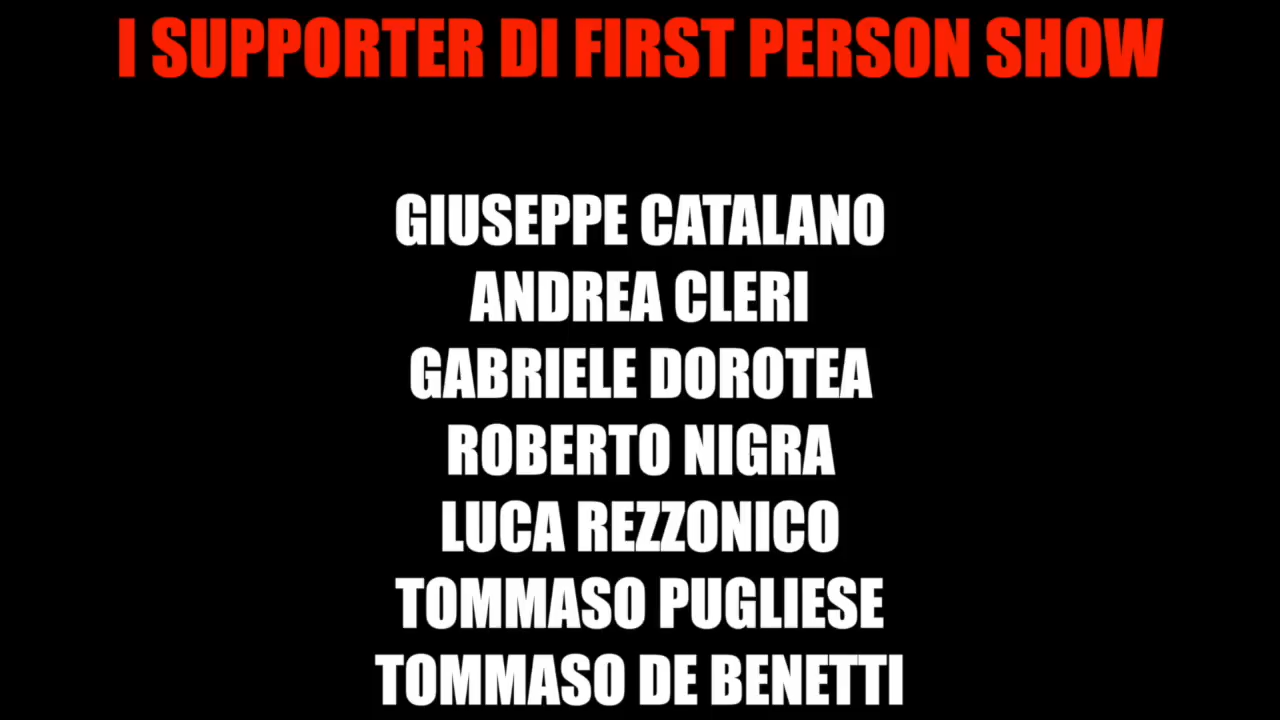 I SUPPORTER DI FIRST PERSON SHOW
GIUSEPPE CATALANO
ANDREA CLERI
GABRIELE DOROTEA
ROBERTO NIGRA
LUCA REZZONICO
TOMMASO PUGLIESE
TOMMASO DE BENETTI